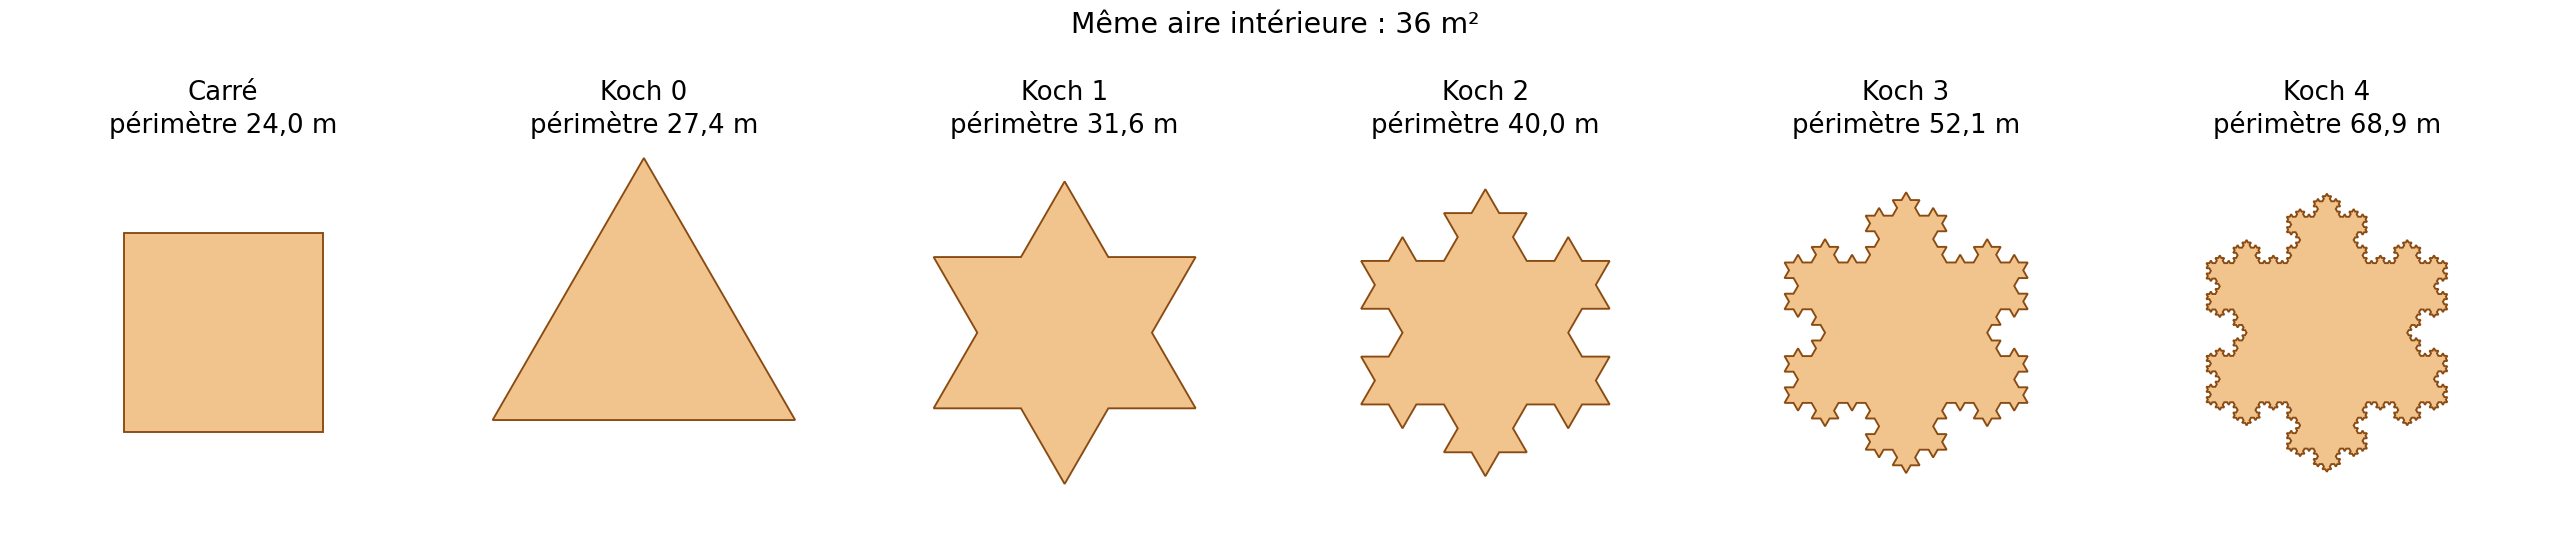 Même aire intérieure : 36 m²
Carré
périmètre 24,0 m
Koch 0
périmètre 27,4 m
Koch 1
périmètre 31,6 m
Koch 2
périmètre 40,0 m
Koch 3
périmètre 52,1 m
Koch 4
périmètre 68,9 m